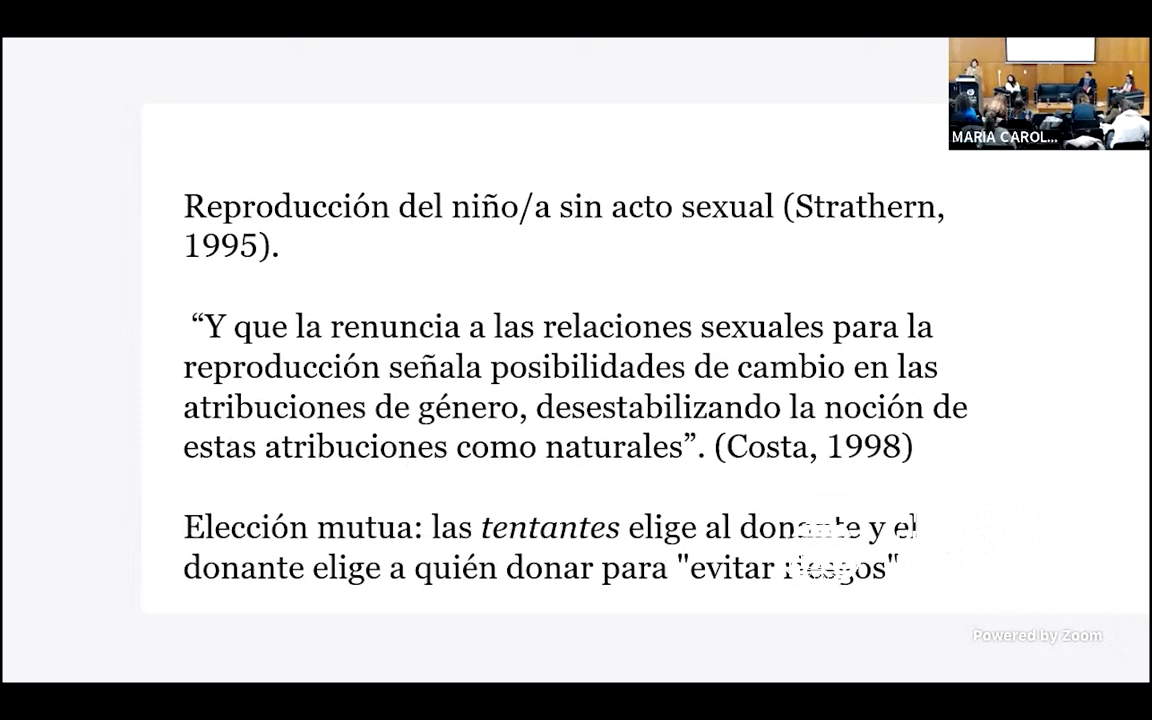 MARIA CAROL...
Reproducción del niño/a sin acto sexual (Strathern,
1995).
“Y que la renuncia a las relaciones sexuales para la
reproducción señala posibilidades de cambio en las
atribuciones de género, desestabilizando la noción de
estas atribuciones como naturales”. (Costa, 1998)
Elección mutua: las tentantes elige al donante y el
donante elige a quién donar para "evitar
Powered by Zoom